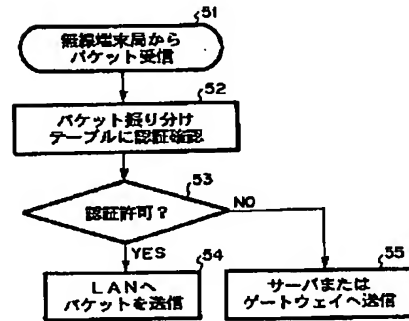 51
無線端末局から
パケット受信
52
パケット振り分け
テーブルに認証確認
53
認証許可?
NO
YES
54
LANへ
パケットを送信
55
サーバまたは
ゲートウェイへ送信